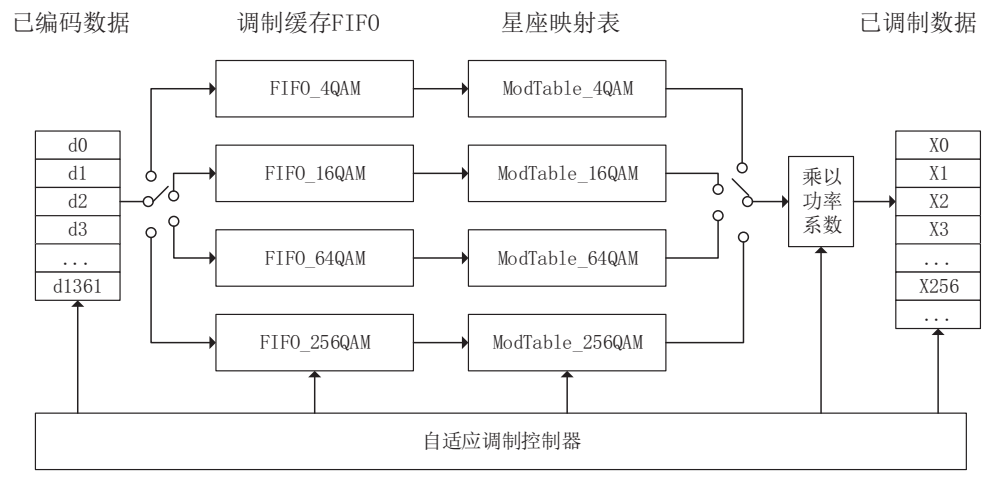 已编码数据
调制缓存FIFO
星座映射表
已调制数据
FIFO_4QAM
ModTable_4QAM
d0
d1
d2
d3
...
d1361
FIFO_16QAM
ModTable_16QAM
FIFO_64QAM
ModTable_64QAM
FIFO_256QAM
ModTable_256QAM
乘以
功率
系数
X0
X1
X2
X3
...
X256
...
自适应调制控制器